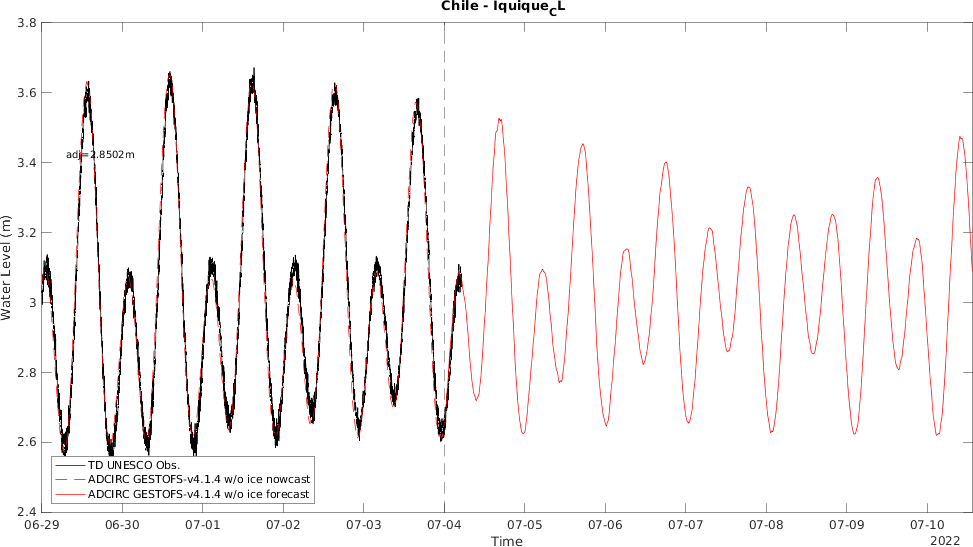 Chile - Iquique_CL
3.8
3.6
3.4
3.2
3
2.8
2.6
2.4
Water Level (m)
adj=2.8502m
TD UNESCO Obs.
ADCIRC GESTOFS-v4.1.4 w/o ice nowcast
ADCIRC GESTOFS-v4.1.4 w/o ice forecast
06-29 06-30 07-01 07-02 07-03 07-04 07-05 07-06 07-07 07-08 07-09 07-10
Time
2022